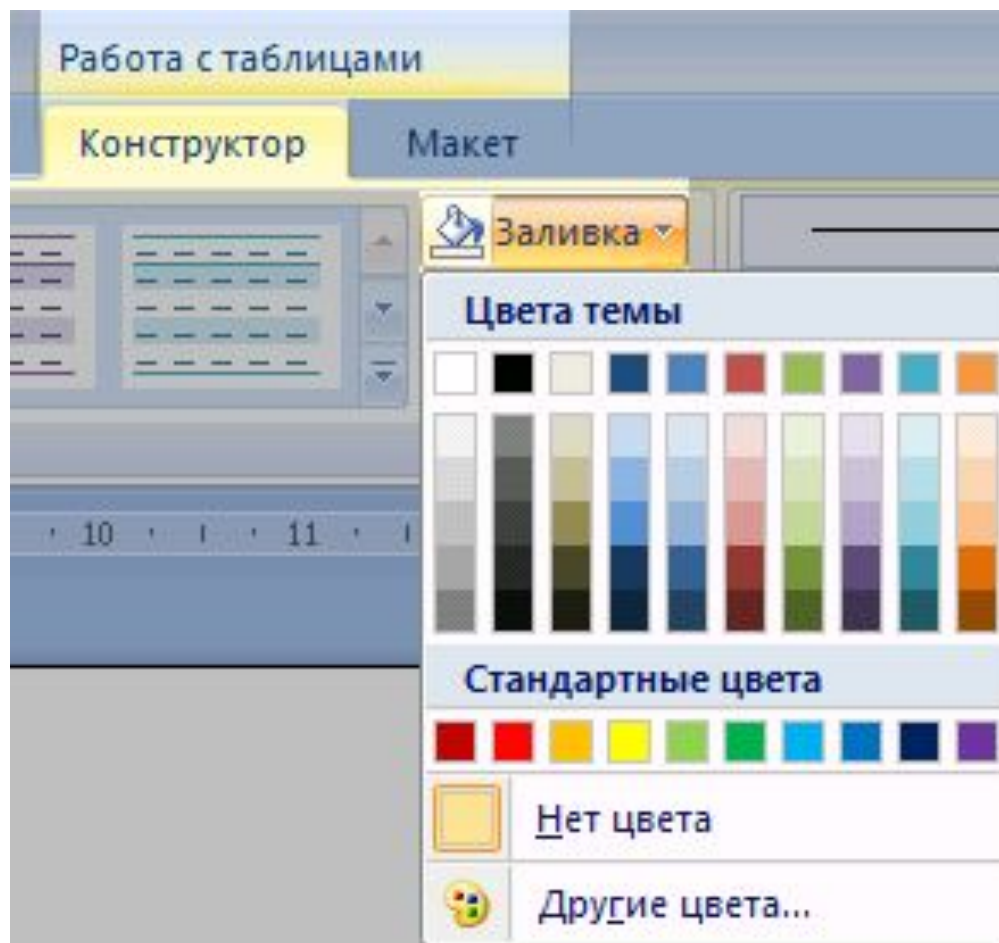 Работа с таблицами
Конструктор Макет
Заливка
Цвета темы
10 11
Стандартные цвета
Нет цвета
Другие цвета...